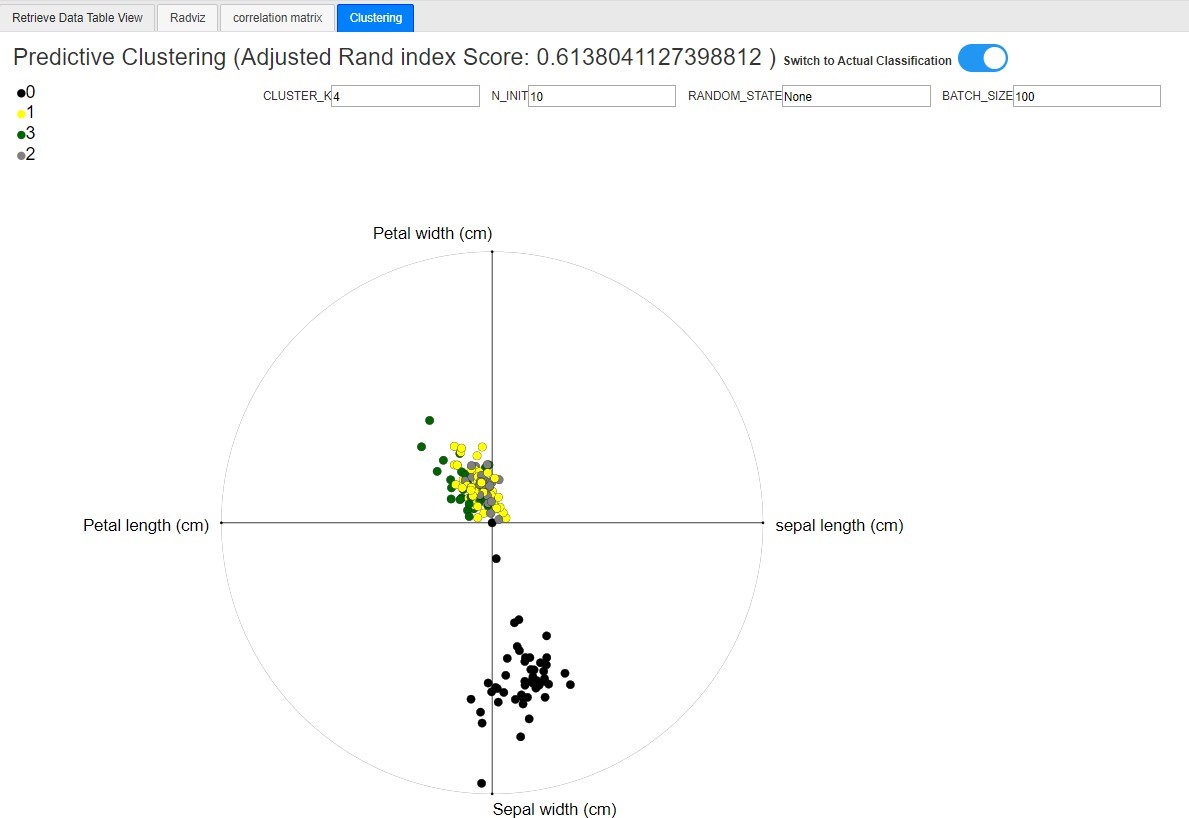 Retrieve Data Table View Radviz correlation matrix Clustering
Predictive Clustering (Adjusted Rand index Score: 0.6138041127398812 ) Switch to Actual Classification
0 CLUSTER_K 4 N_INIT 10 RANDOM_STATE None BATCH_SIZE 100
1
3
2
Petal width (cm)
Petal length (cm) sepal length (cm)
Sepal width (cm)